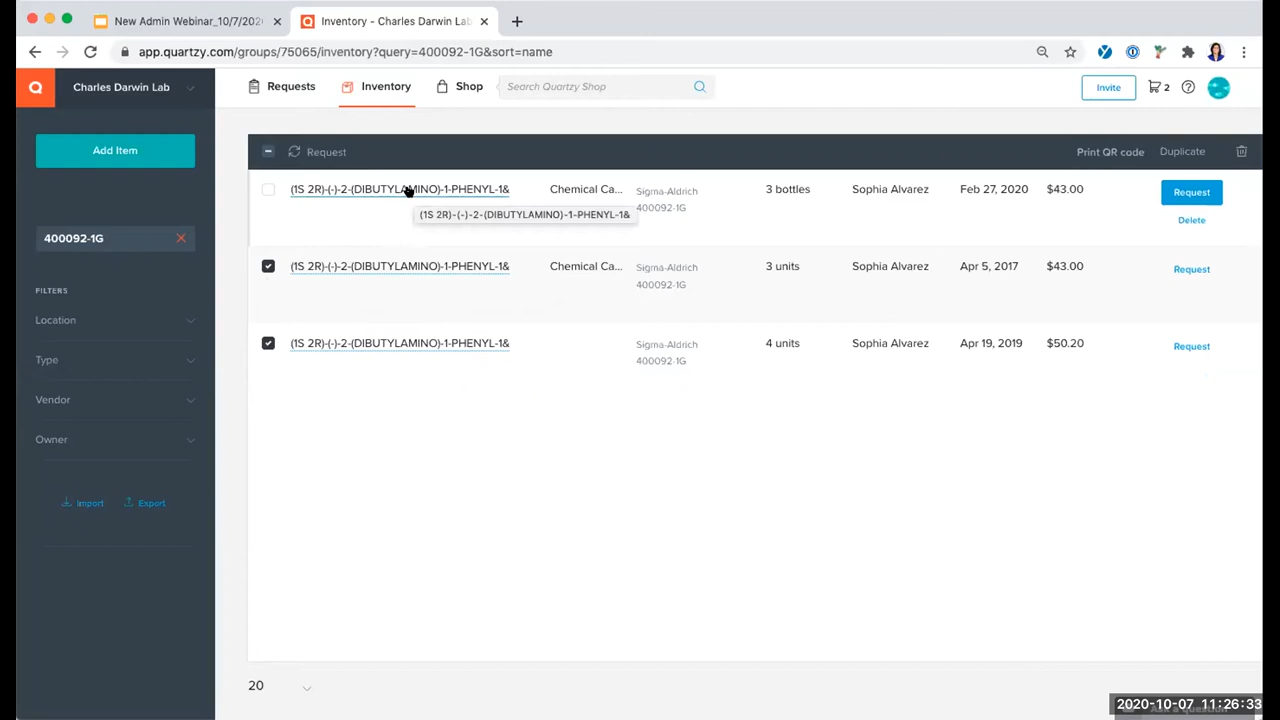 New Admin Webinar_10/7/202
Inventory - Charles Darwin Lab
app.quartzy.com/groups/75065/inventory?query=400092-1G&sort=name
Charles Darwin Lab
Requests
Inventory
Shop
Search Quartzy Shop
Invite
2
Add Item
Request
Print QR code
Duplicate
(1S 2R)-(-)-2-(DIBUTYLAMINO)-1-PHENYL-1&
Chemical Ca...
Sigma-Aldrich
400092-1G
3 bottles
Sophia Alvarez
Feb 27, 2020
$43.00
Request
Delete
(1S 2R)-(-)-2-(DIBUTYLAMINO)-1-PHENYL-1&
400092-1G
(1S 2R)-(-)-2-(DIBUTYLAMINO)-1-PHENYL-1&
Chemical Ca...
Sigma-Aldrich
400092-1G
3 units
Sophia Alvarez
Apr 5, 2017
$43.00
Request
FILTERS
Location
Type
Vendor
Owner
Import
Export
(1S 2R)-(-)-2-(DIBUTYLAMINO)-1-PHENYL-1&
Sigma-Aldrich
400092-1G
4 units
Sophia Alvarez
Apr 19, 2019
$50.20
Request
20
2020-10-07 11:26:33